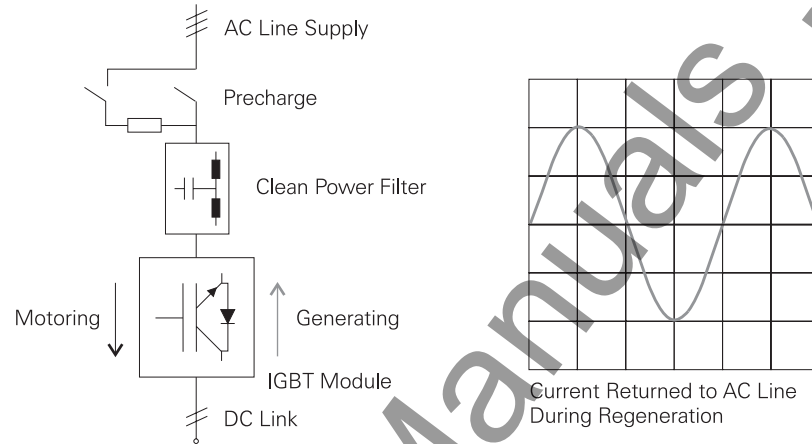 AC Line Supply
Precharge
Clean Power Filter
Motoring
Generating
IGBT Module
DC Link
Current Returned to AC Line
During Regeneration
Manuals